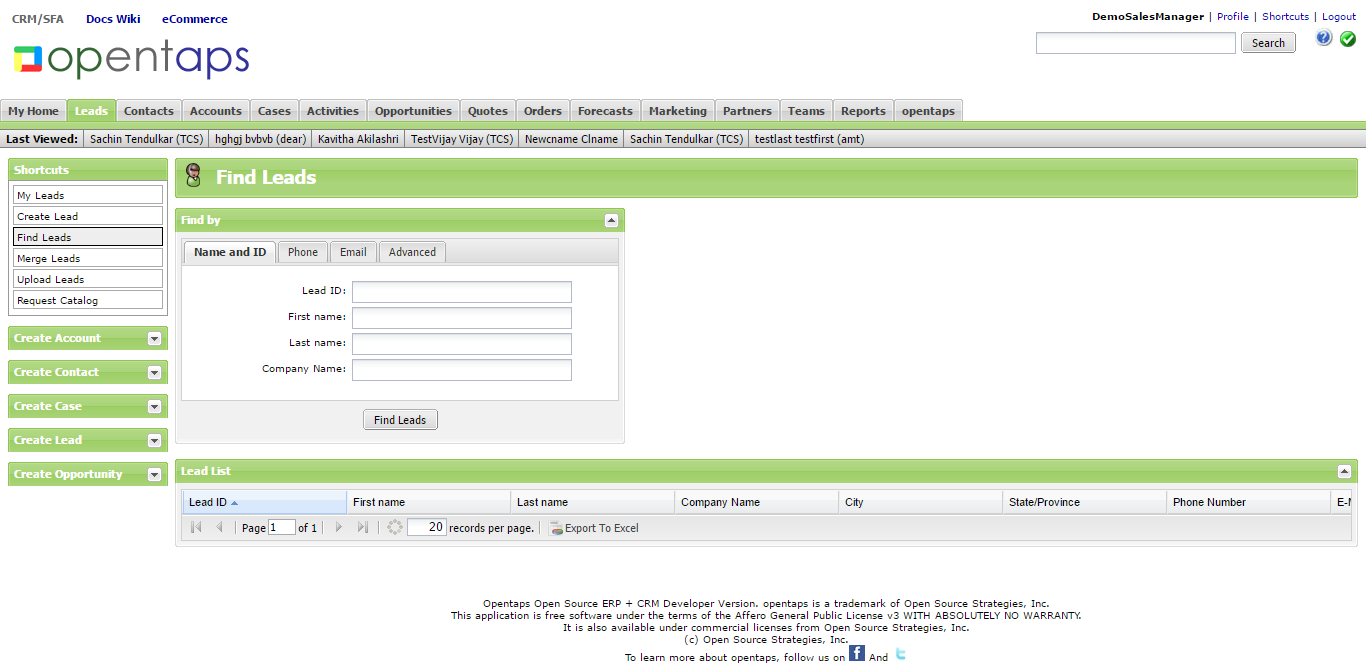 CRM/SFA Docs Wiki eCommerce
DemoSalesManager | Profile | Shortcuts | Logout
opentaps
Search
?
My Home Leads Contacts Accounts Cases Activities Opportunities Quotes Orders Forecasts Marketing Partners Teams Reports opentaps
Last Viewed: Sachin Tendulkar (TCS) hghgj bvbvb (dear) Kavitha Akilashri TestVijay Vijay (TCS) Newcname Clname Sachin Tendulkar (TCS) testlast testfirst (amt)
Shortcuts
My Leads
Create Lead
Find Leads
Merge Leads
Upload Leads
Request Catalog
Create Account
Create Contact
Create Case
Create Lead
Create Opportunity
Find Leads
Find by
Name and ID Phone Email Advanced
Lead ID:
First name:
Last name:
Company Name:
Find Leads
Lead List
Lead ID First name Last name Company Name City State/Province Phone Number E-M
Page 1 of 1 20 records per page. Export To Excel
Opentaps Open Source ERP + CRM Developer Version. opentaps is a trademark of Open Source Strategies, Inc.
This application is free software under the terms of the Affero General Public License v3 WITH ABSOLUTELY NO WARRANTY.
It is also available under commercial licenses from Open Source Strategies, Inc.
(c) Open Source Strategies, Inc.
To learn more about opentaps, follow us on f And t